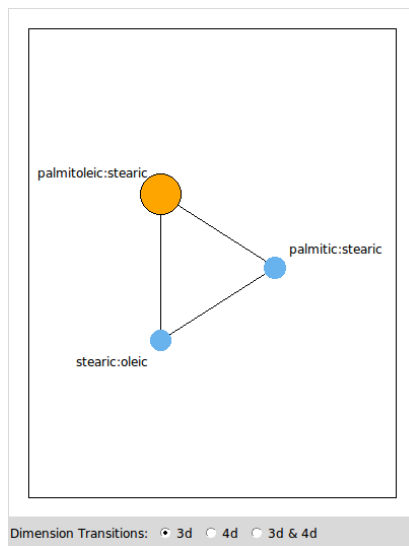 palmitoleic:stearic
palmitic:stearic
stearic:oleic
Dimension Transitions: 3d 4d 3d & 4d